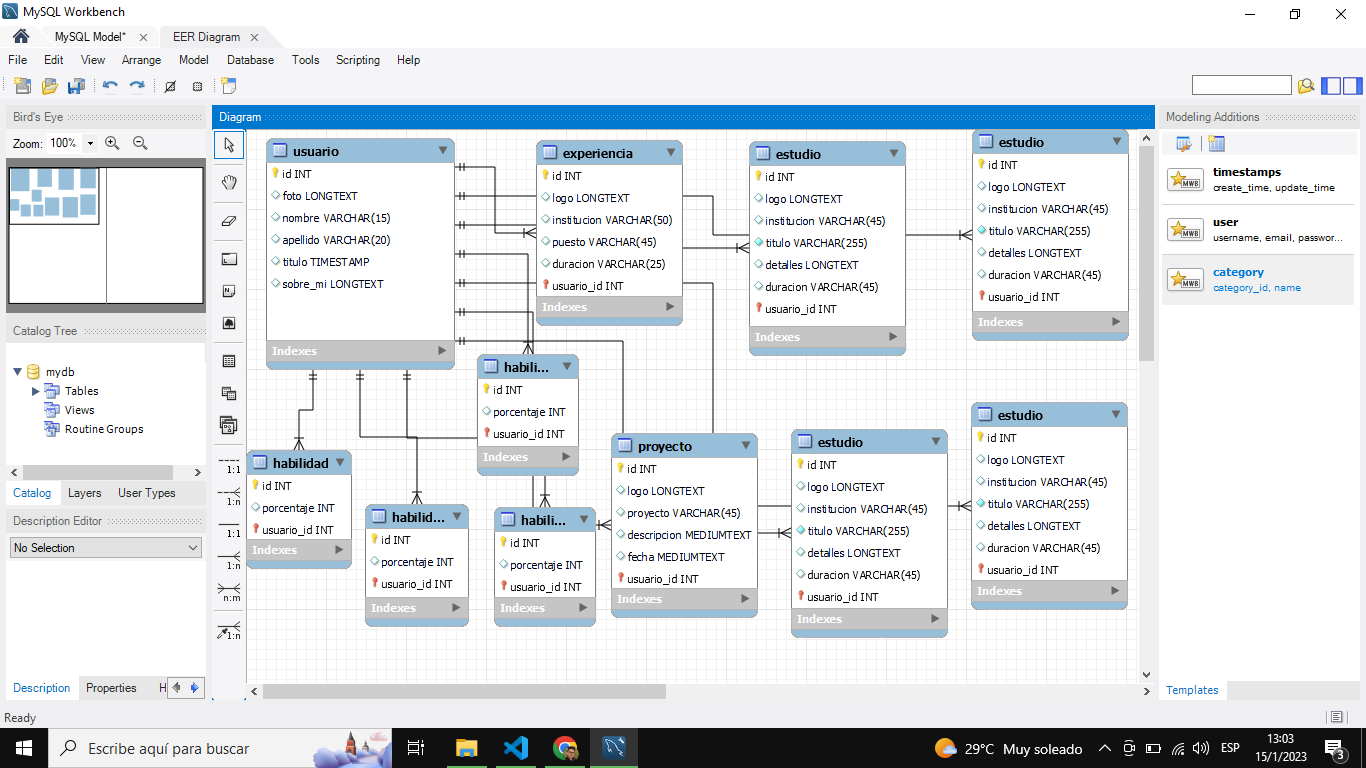 MySQL Workbench
MySQL Model* EER Diagram
File Edit View Arrange Model Database Tools Scripting Help
Bird's Eye
Zoom: 100%
Catalog Tree
mydb
Tables
Views
Routine Groups
Catalog Layers User Types
Description Editor
No Selection
Description Properties H
Ready
Diagram
1:1
1:n
1:1
1:n
n:m
1:n
usuario
id INT
foto LONGTEXT
nombre VARCHAR(15)
apellido VARCHAR(20)
titulo TIMESTAMP
sobre_mi LONGTEXT
Indexes
experiencia
id INT
logo LONGTEXT
institucion VARCHAR(50)
puesto VARCHAR(45)
duracion VARCHAR(25)
usuario_id INT
Indexes
estudio
id INT
logo LONGTEXT
institucion VARCHAR(45)
titulo VARCHAR(255)
detalles LONGTEXT
duracion VARCHAR(45)
usuario_id INT
Indexes
estudio
id INT
logo LONGTEXT
institucion VARCHAR(45)
titulo VARCHAR(255)
detalles LONGTEXT
duracion VARCHAR(45)
usuario_id INT
Indexes
habili...
id INT
porcentaje INT
usuario_id INT
Indexes
habilidad
id INT
porcentaje INT
usuario_id INT
Indexes
habilid...
id INT
porcentaje INT
usuario_id INT
Indexes
habili...
id INT
porcentaje INT
usuario_id INT
Indexes
proyecto
id INT
logo LONGTEXT
proyecto VARCHAR(45)
descripcion MEDIUMTEXT
fecha MEDIUMTEXT
usuario_id INT
Indexes
estudio
id INT
logo LONGTEXT
institucion VARCHAR(45)
titulo VARCHAR(255)
detalles LONGTEXT
duracion VARCHAR(45)
usuario_id INT
Indexes
estudio
id INT
logo LONGTEXT
institucion VARCHAR(45)
titulo VARCHAR(255)
detalles LONGTEXT
duracion VARCHAR(45)
usuario_id INT
Indexes
Modeling Additions
MWB
timestamps
create_time, update_time
MWB
user
username, email, passwor...
MWB
category
category_id, name
Templates
Escribe aquí para buscar
29°C Muy soleado
ESP
13:03
15/1/2023
3